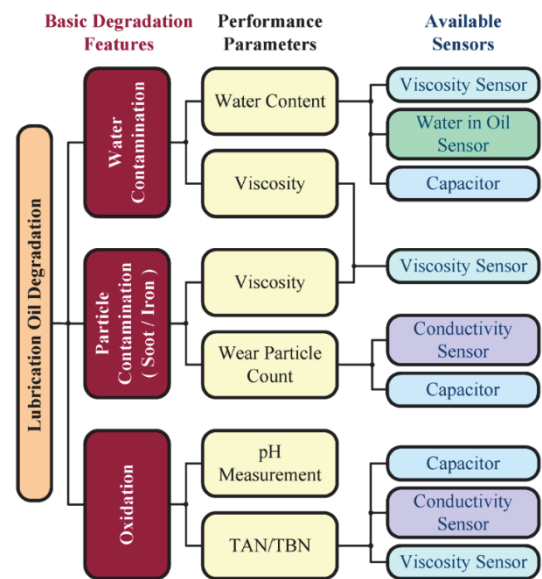 Basic Degradation
Features
Performance
Parameters
Available
Sensors
Lubrication Oil Degradation
Water
Contamination
Water Content
Viscosity
Viscosity Sensor
Water in Oil
Sensor
Capacitor
Particle
Contamination
( Soot / Iron )
Viscosity
Wear Particle
Count
Viscosity Sensor
Conductivity
Sensor
Capacitor
Oxidation
pH
Measurement
TAN/TBN
Capacitor
Conductivity
Sensor
Viscosity Sensor